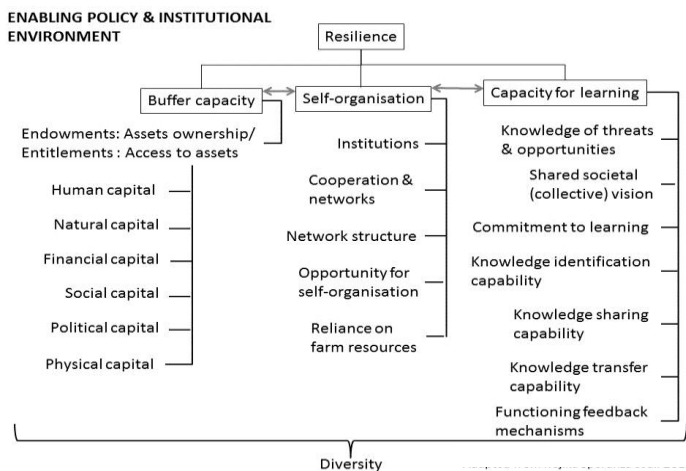 ENABLING POLICY & INSTITUTIONAL
ENVIRONMENT
Resilience
Buffer capacity
Endowments: Assets ownership/
Entitlements : Access to assets
Human capital
Natural capital
Financial capital
Social capital
Political capital
Physical capital
Self-organisation
Institutions
Cooperation &
networks
Network structure
Opportunity for
self-organisation
Reliance on
farm resources
Capacity for learning
Knowledge of threats
& opportunities
Shared societal
(collective) vision
Commitment to learning
Knowledge identification
capability
Knowledge sharing
capability
Knowledge transfer
capability
Functioning feedback
mechanisms
Diversity